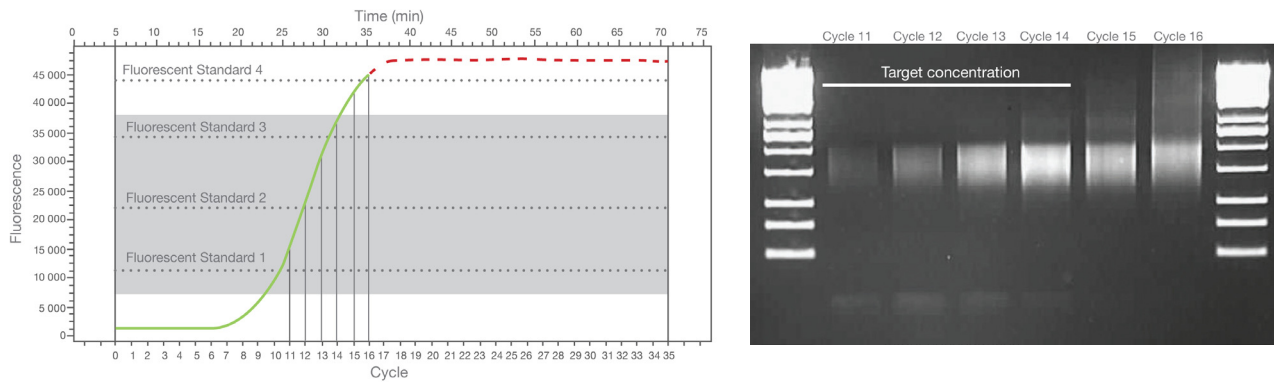 Time (min)
0 5 10 15 20 25 30 35 40 45 50 55 60 65 70 75
Fluorescent Standard 4
Fluorescent Standard 3
Fluorescent Standard 2
Fluorescent Standard 1
Fluorescence
45 000
40 000
35 000
30 000
25 000
20 000
15 000
10 000
5 000
0
0 1 2 3 4 5 6 7 8 9 10 11 12 13 14 15 16 17 18 19 20 21 22 23 24 25 26 27 28 29 30 31 32 33 34 35
Cycle
Cycle 11 Cycle 12 Cycle 13 Cycle 14 Cycle 15 Cycle 16
Target concentration